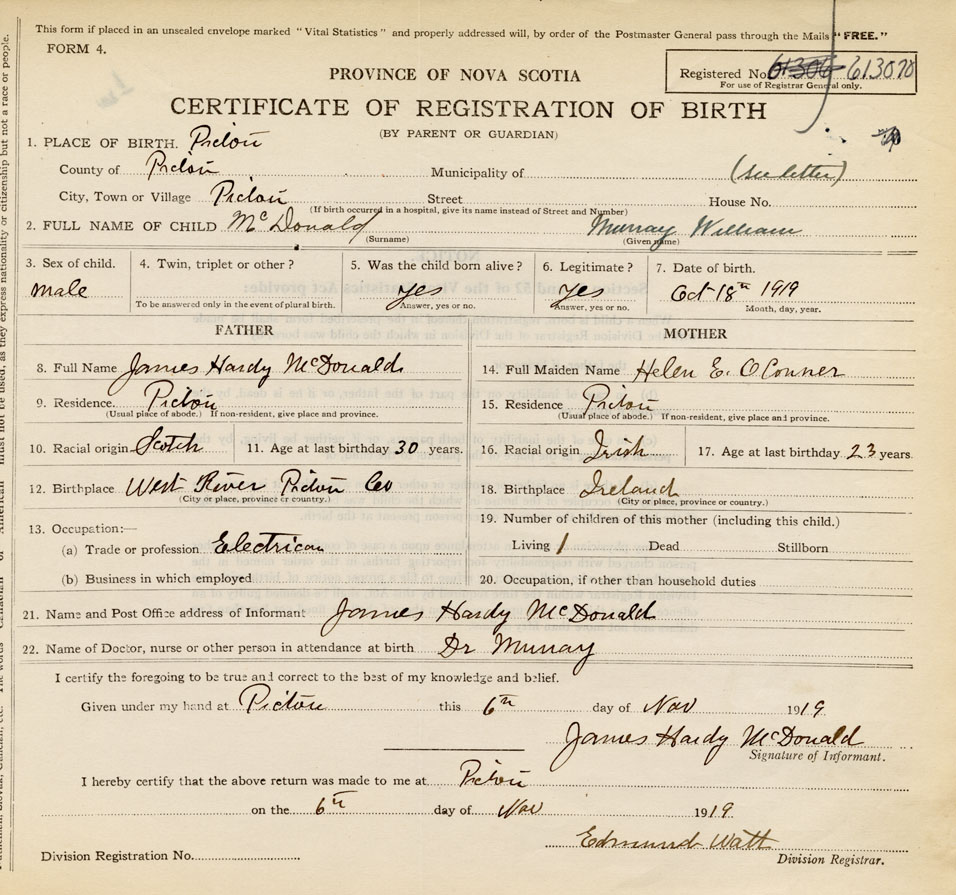 This form if placed in an unsealed envelope marked "Vital Statistics" and properly addressed will, by order of the Postmaster General pass through the Mails "FREE."
FORM 4.
PROVINCE OF NOVA SCOTIA
Registered No. 61306 613070
For use of Registrar General only.
CERTIFICATE OF REGISTRATION OF BIRTH
(BY PARENT OR GUARDIAN)
1. PLACE OF BIRTH. Pictou
County of Pictou Municipality of (see letter)
City, Town or Village Pictou Street House No.
(If birth occurred in a hospital, give its name instead of Street and Number)
2. FULL NAME OF CHILD McDonald Murray William
(Surname) (Given name)
3. Sex of child. 4. Twin, triplet or other? 5. Was the child born alive? 6. Legitimate? 7. Date of birth.
male yes yes Oct 18th 1919
To be answered only in the event of plural birth. Answer, yes or no. Answer, yes or no. Month, day, year.
FATHER
8. Full Name James Hardy McDonald
9. Residence. Pictou
(Usual place of abode.) If non-resident, give place and province.
10. Racial origin Scotch 11. Age at last birthday 30 years.
12. Birthplace West River Pictou Co
(City or place, province or country.)
13. Occupation:—
(a) Trade or profession Electrican
(b) Business in which employed
MOTHER
14. Full Maiden Name Helen E. O'Conner
15. Residence Pictou
(Usual place of abode.) If non-resident, give place and province.
16. Racial origin Irish 17. Age at last birthday 23 years.
18. Birthplace Ireland
(City or place, province or country.)
19. Number of children of this mother (including this child.)
Living 1 Dead Stillborn
20. Occupation, if other than household duties
21. Name and Post Office address of Informant James Hardy McDonald
22. Name of Doctor, nurse or other person in attendance at birth Dr Murray
I certify the foregoing to be true and correct to the best of my knowledge and belief.
Given under my hand at Pictou this 6th day of Nov 1919
James Hardy McDonald
Signature of Informant.
I hereby certify that the above return was made to me at Pictou
on the 6th day of Nov 1919.
Edmund Watt
Division Registration No. Division Registrar.